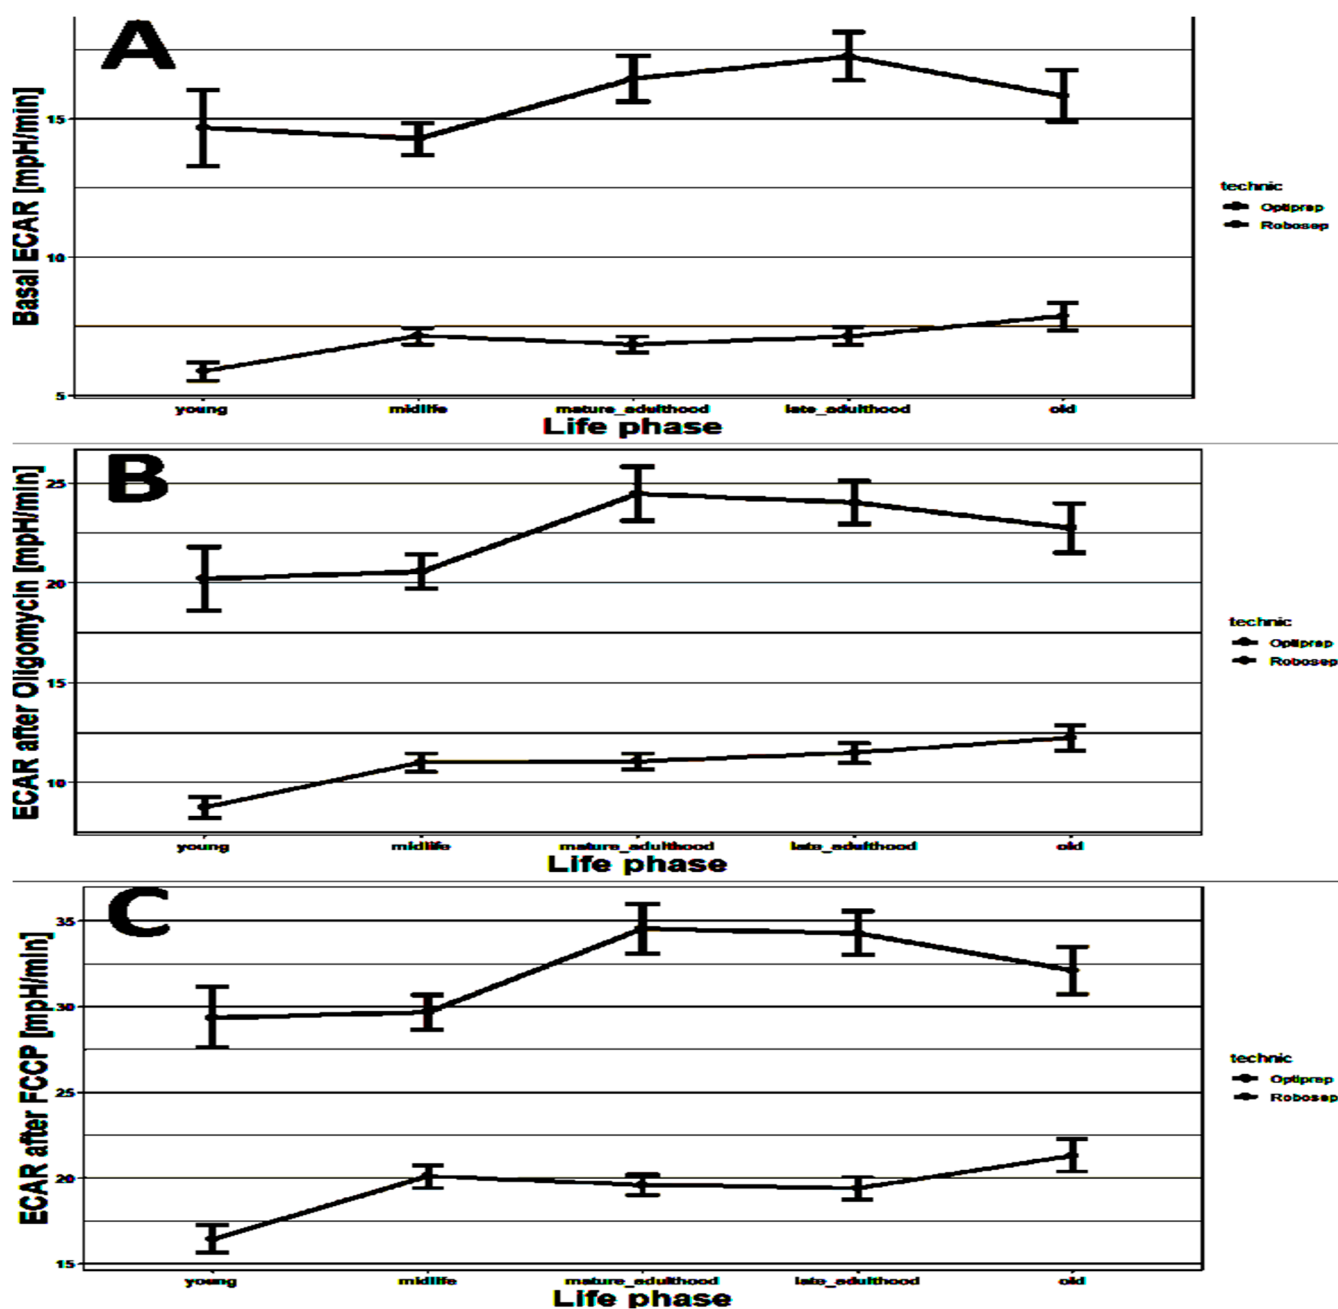 A
Basal ECAR [mpH/min]
15
10
5
young midlife mature_adulthood late_adulthood old
Life phase
technic
Optiprep
Robosep
B
ECAR after Oligomycin [mpH/min]
25
20
15
10
young midlife mature_adulthood late_adulthood old
Life phase
technic
Optiprep
Robosep
C
ECAR after FCCP [mpH/min]
35
30
25
20
15
young midlife mature_adulthood late_adulthood old
Life phase
technic
Optiprep
Robosep